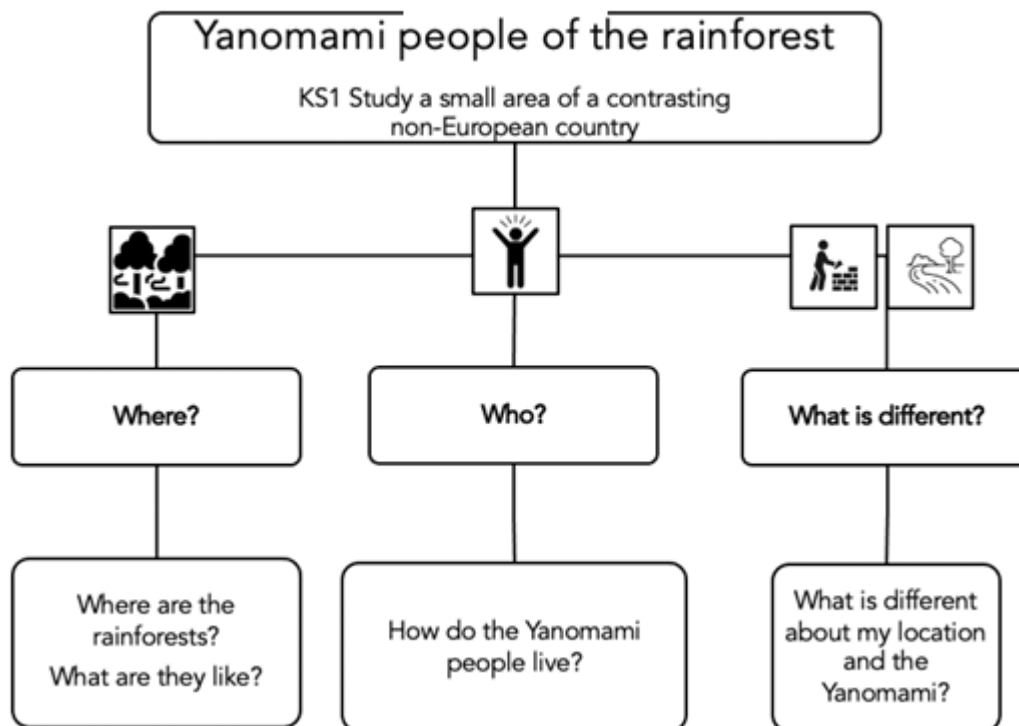 Yanomami people of the rainforest
KS1 Study a small area of a contrasting
non-European country
Where?
Who?
What is different?
Where are the
rainforests?
What are they like?
How do the Yanomami
people live?
What is different
about my location
and the
Yanomami?